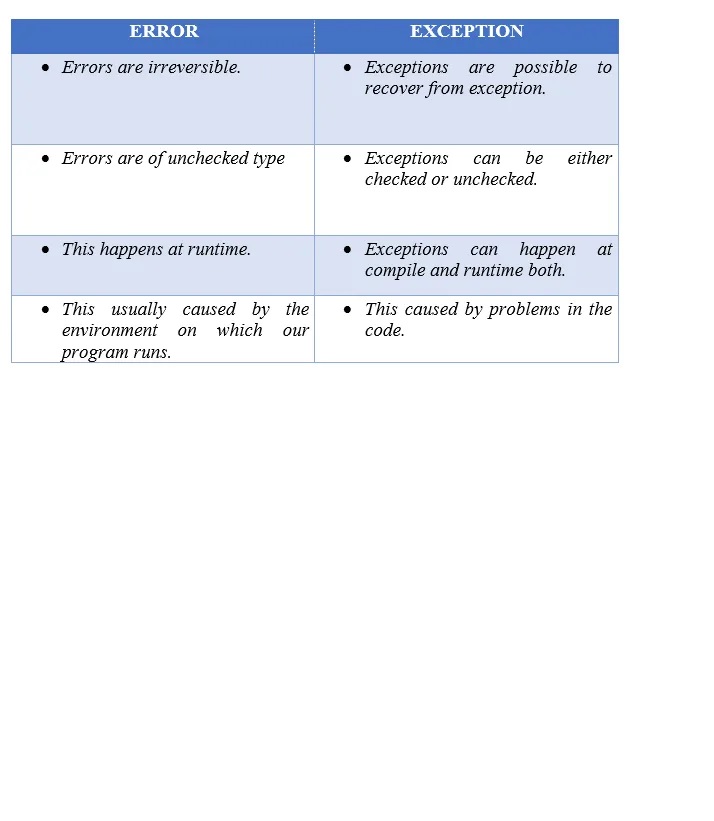 ERROR
EXCEPTION
• Errors are irreversible.
• Exceptions are possible to
recover from exception.
• Errors are of unchecked type
• Exceptions can be either
checked or unchecked.
• This happens at runtime.
• Exceptions can happen at
compile and runtime both.
• This usually caused by the
environment on which our
program runs.
• This caused by problems in the
code.